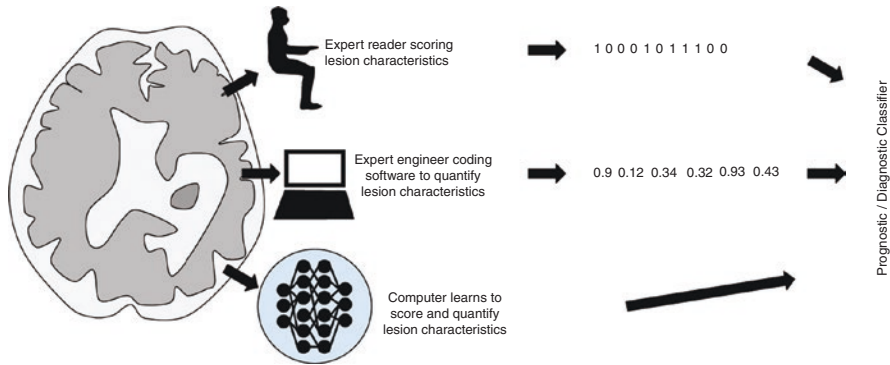 Expert reader scoring
lesion characteristics
1 0 0 0 1 0 1 1 1 0 0
Expert engineer coding
software to quantify
lesion characteristics
0.9 0.12 0.34 0.32 0.93 0.43
Computer learns to
score and quantify
lesion characteristics
Prognostic / Diagnostic Classifier